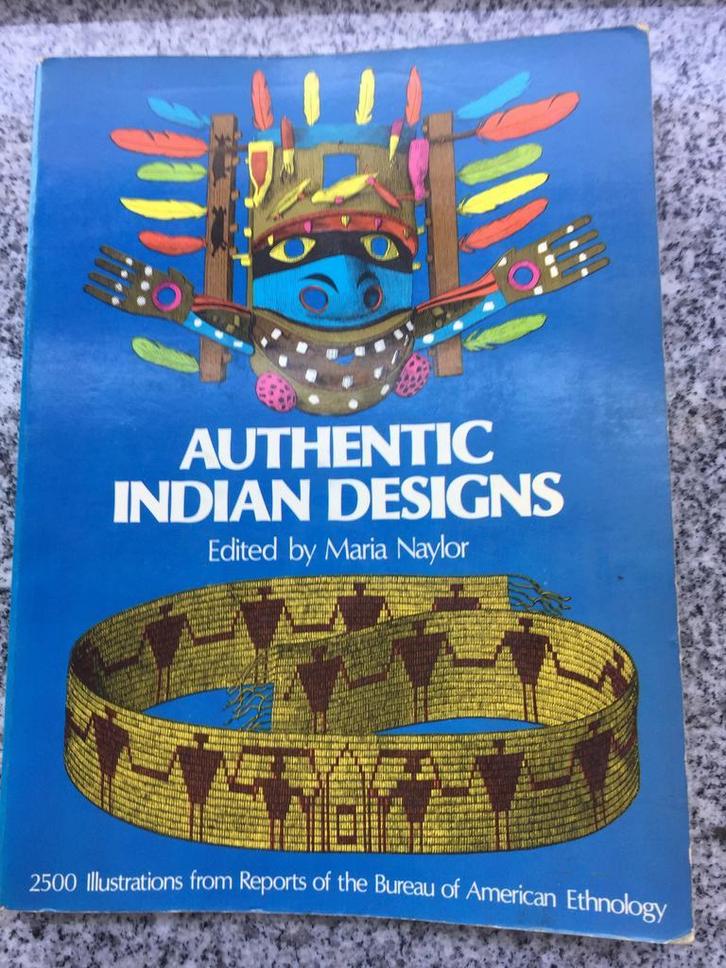 AUTHENTIC
INDIAN DESIGNS
Edited by Maria Naylor
2500 Illustrations from Reports of the Bureau of American Ethnology